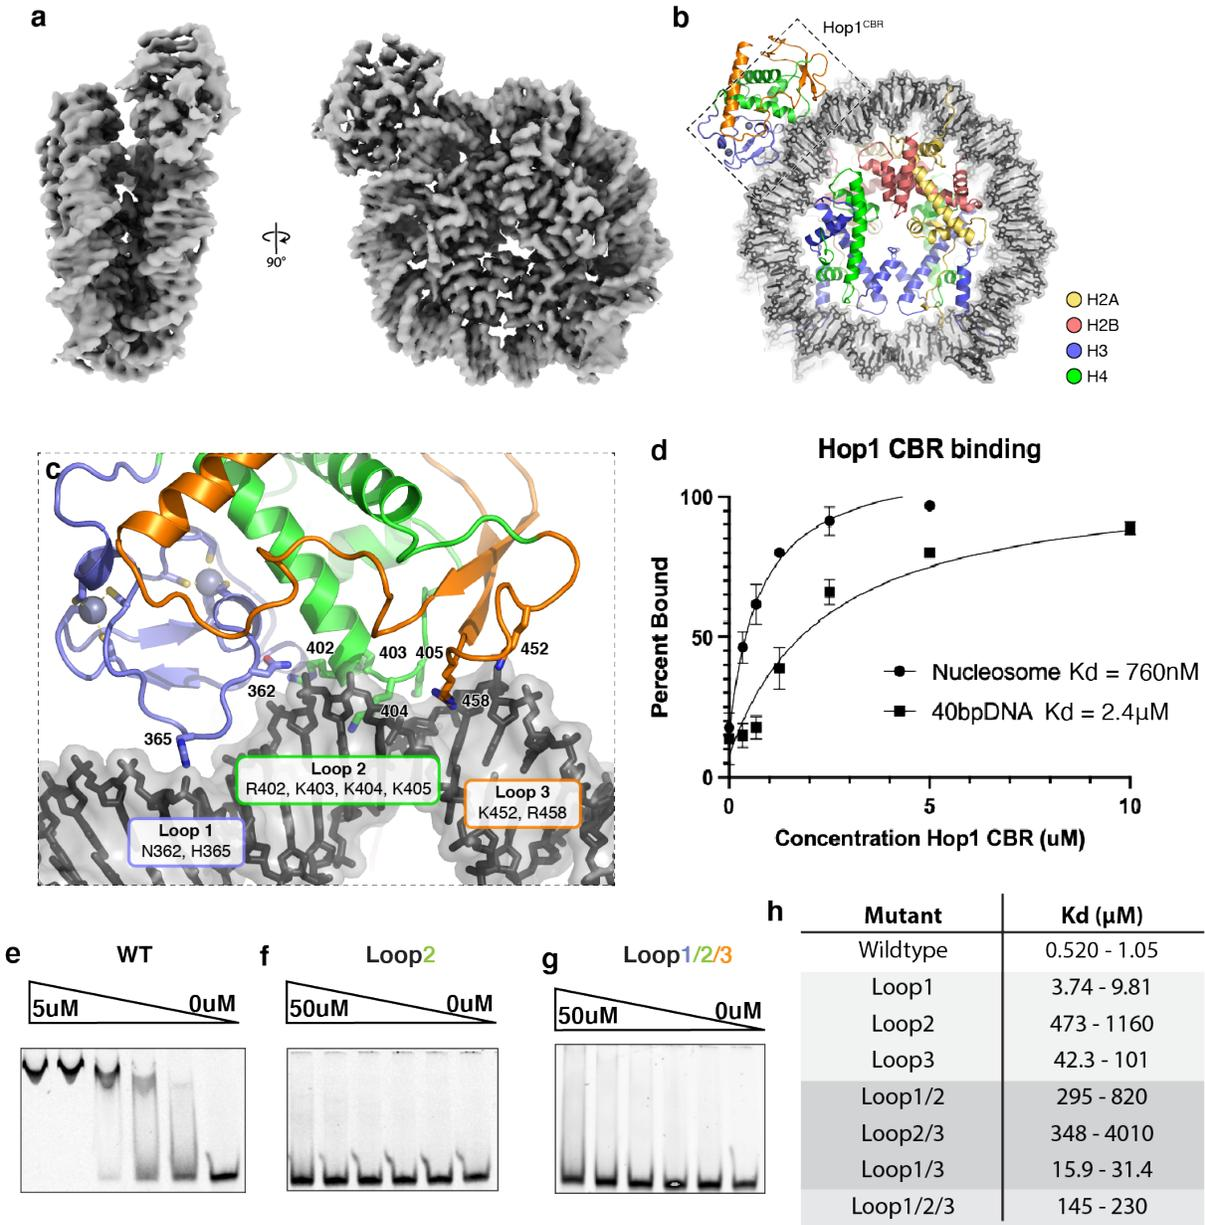 a
90°
b
Hop1CBR
H2A
H2B
H3
H4
c
402
403
405
452
362
458
404
365
Loop 2
R402, K403, K404, K405
Loop 3
K452, R458
Loop 1
N362, H365
d
Hop1 CBR binding
Percent Bound
100
50
0
Nucleosome Kd = 760nM
40bpDNA Kd = 2.4µM
0
5
10
Concentration Hop1 CBR (uM)
e
WT
5uM
0uM
f
Loop2
50uM
0uM
g
Loop1/2/3
50uM
0uM
h
Mutant Kd (µM)
Wildtype 0.520 - 1.05
Loop1 3.74 - 9.81
Loop2 473 - 1160
Loop3 42.3 - 101
Loop1/2 295 - 820
Loop2/3 348 - 4010
Loop1/3 15.9 - 31.4
Loop1/2/3 145 - 230